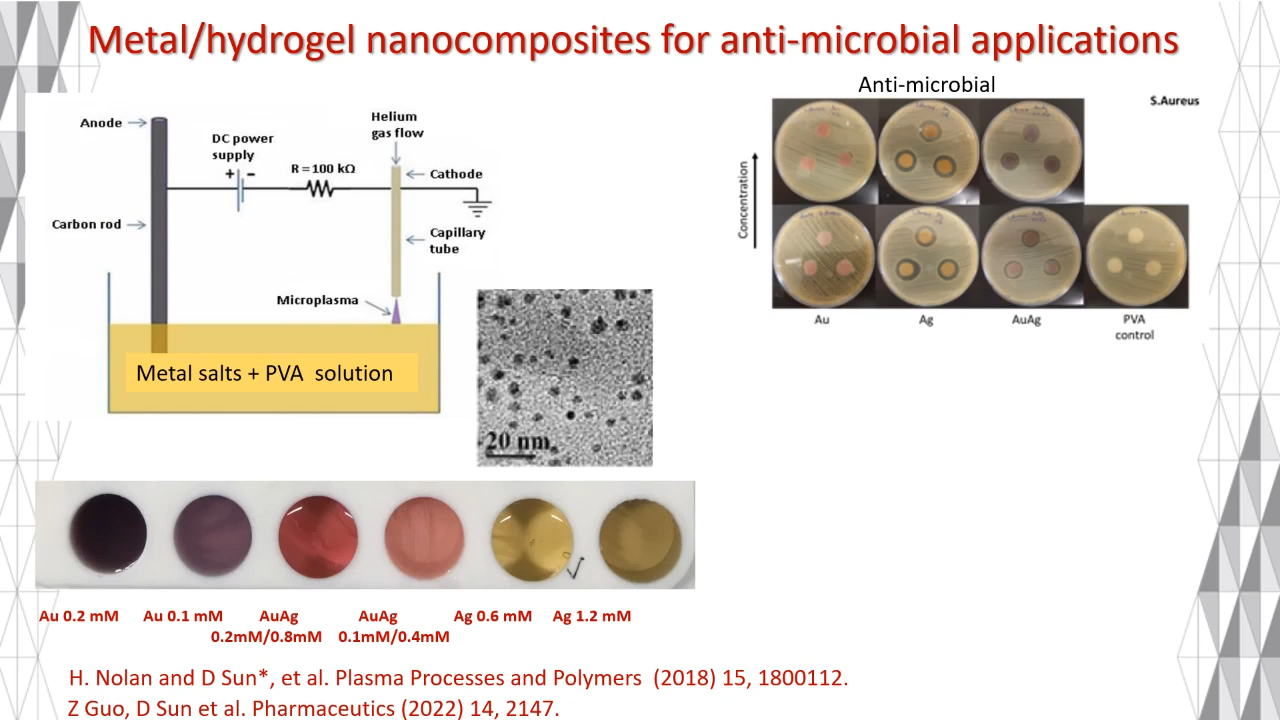 Metal/hydrogel nanocomposites for anti-microbial applications
Anode
DC power
supply
+ -
R = 100 kΩ
Helium
gas flow
Cathode
Carbon rod
Capillary
tube
Microplasma
Metal salts + PVA solution
20 nm
Anti-microbial
S.Aureus
Concentration
Au
Ag
AuAg
PVA
control
Au 0.2 mM
Au 0.1 mM
AuAg
0.2mM/0.8mM
AuAg
0.1mM/0.4mM
Ag 0.6 mM
Ag 1.2 mM
H. Nolan and D Sun*, et al. Plasma Processes and Polymers (2018) 15, 1800112.
Z Guo, D Sun et al. Pharmaceutics (2022) 14, 2147.